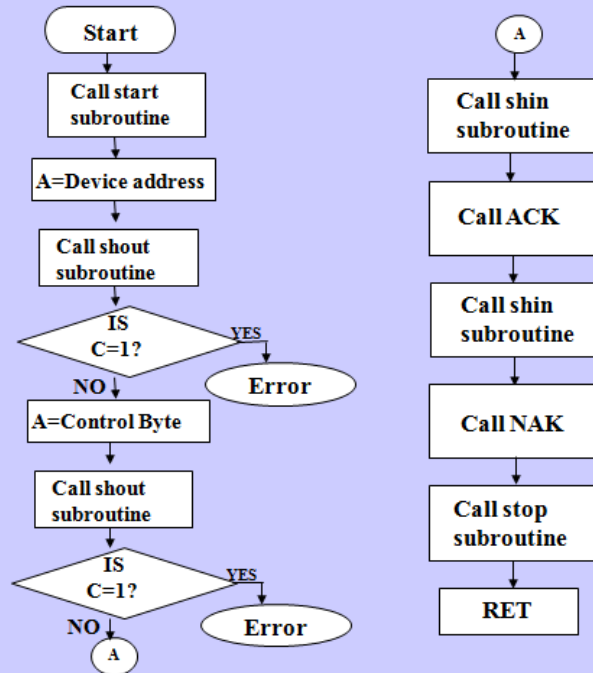 Start
Call start
subroutine
A=Device address
Call shout
subroutine
IS
C=1?
YES
Error
NO
A=Control Byte
Call shout
subroutine
IS
C=1?
YES
Error
NO
A
A
Call shin
subroutine
Call ACK
Call shin
subroutine
Call NAK
Call stop
subroutine
RET